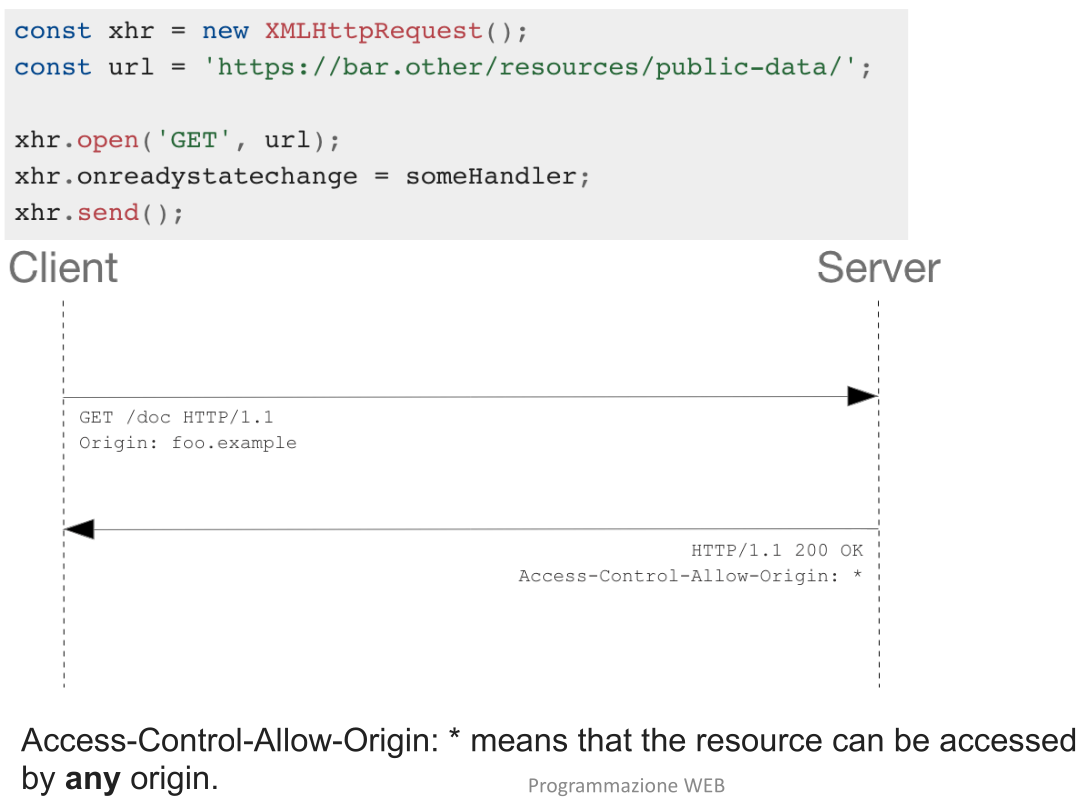 const xhr = new XMLHttpRequest();
const url = 'https://bar.other/resources/public-data/';
xhr.open('GET', url);
xhr.onreadystatechange = someHandler;
xhr.send();
Client
Server
GET /doc HTTP/1.1
Origin: foo.example
HTTP/1.1 200 OK
Access-Control-Allow-Origin: *
Access-Control-Allow-Origin: * means that the resource can be accessed
by any origin.
Programmazione WEB